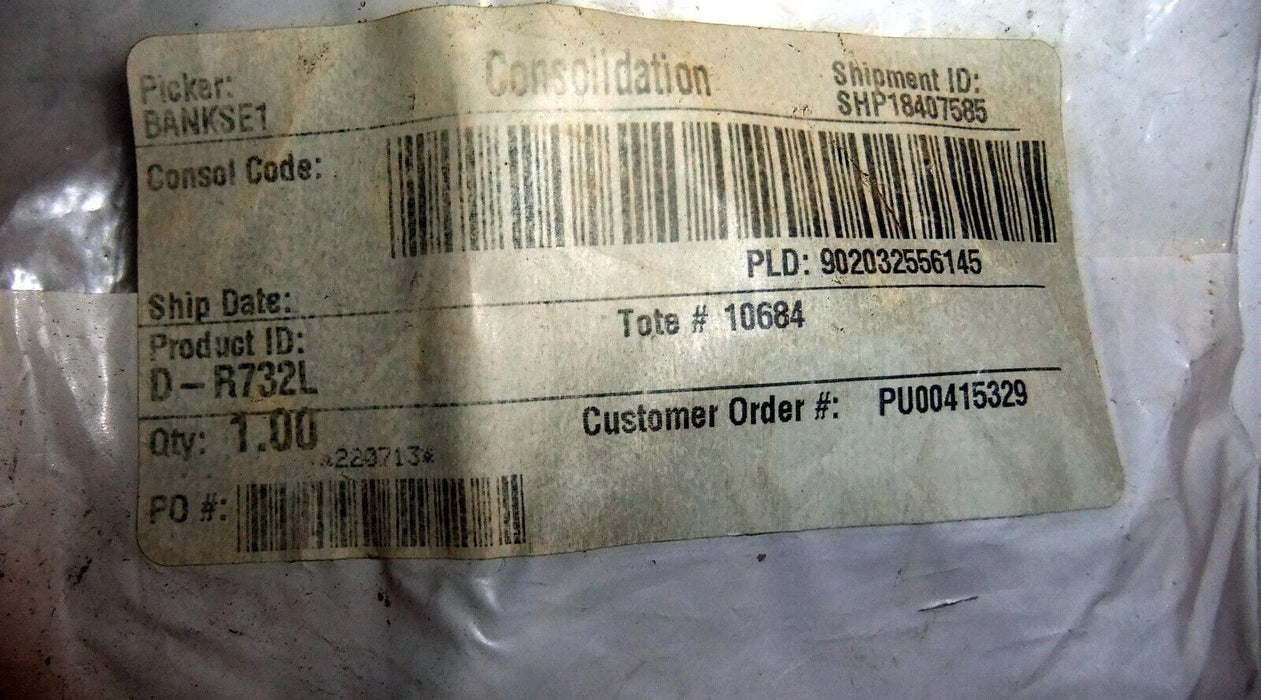 Consolidation
Picker:
BANKSE1
Shipment ID:
SHP18407585
Consol Code:
PLD: 902032556145
Ship Date:
Tote # 10684
Product ID:
D-R732L
Customer Order #: PU00415329
Qty: 1.00
*220713*
PO #: